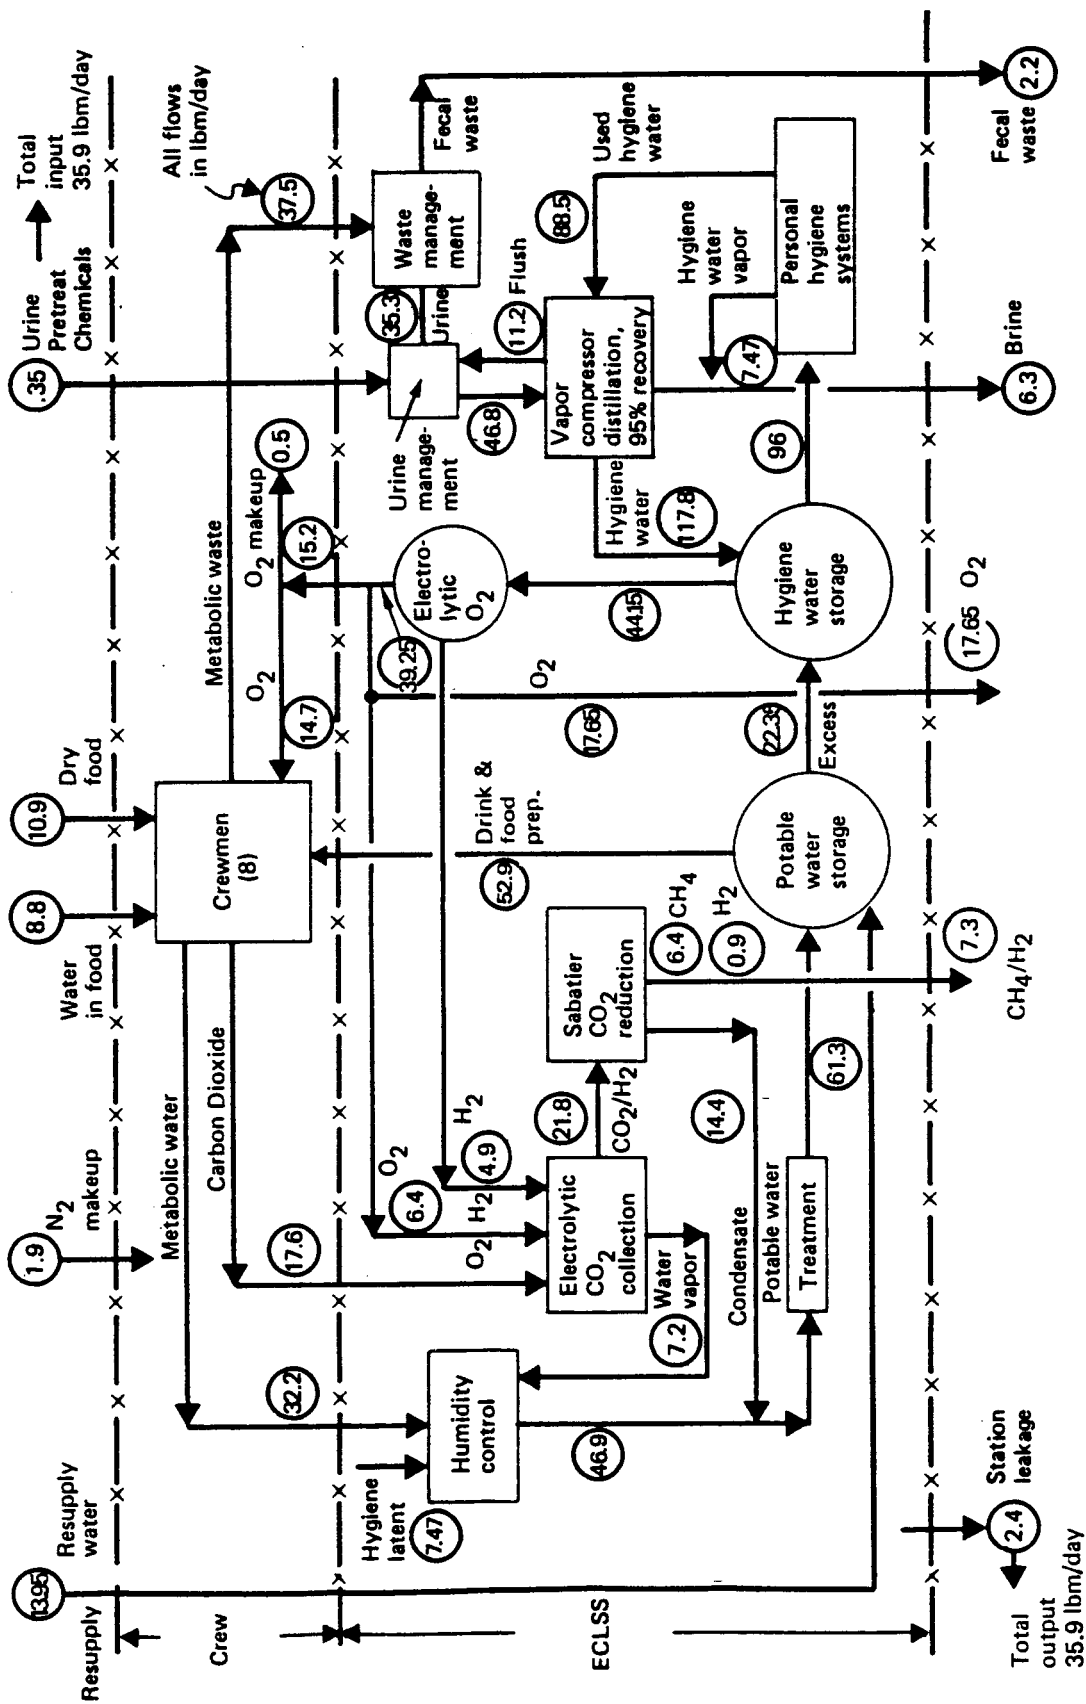 Resupply
13.95
Resupply
water
1.9
N2
makeup
8.8
Water
in food
10.9
Dry
food
.35
Urine
Pretreat
Chemicals
Total
input
35.9 lbm/day
All flows
in lbm/day
Crew
Metabolic water
Carbon Dioxide
Crewmen
(8)
Metabolic waste
O2
14.7
O2 makeup
15.2
0.5
37.5
32.2
17.6
ECLSS
Hygiene
latent
7.47
Humidity
control
46.9
O2
6.4
O2
H2
4.9
H2
Electrolytic
CO2
collection
Water
vapor
7.2
21.8
CO2/H2
Sabatier
CO2
reduction
6.4
CH4
0.9
H2
14.4
Condensate
Potable water
Treatment
61.3
52.9
Drink &
food
prep.
Potable
water
storage
22.35
Excess
17.65
O2
39.25
Electro-
lytic
O2
44.15
Hygiene
water
storage
Urine
manage-
ment
46.8
35.3
Urine
Waste
manage-
ment
Fecal
waste
11.2
Flush
Vapor
compressor
distillation,
95% recovery
Hygiene
water
117.8
88.5
Used
hygiene
water
Hygiene
water
vapor
7.47
Personal
hygiene
systems
96
Total
output
35.9 lbm/day
2.4
Station
leakage
7.3
CH4/H2
17.65
O2
6.3
Brine
2.2
Fecal
waste